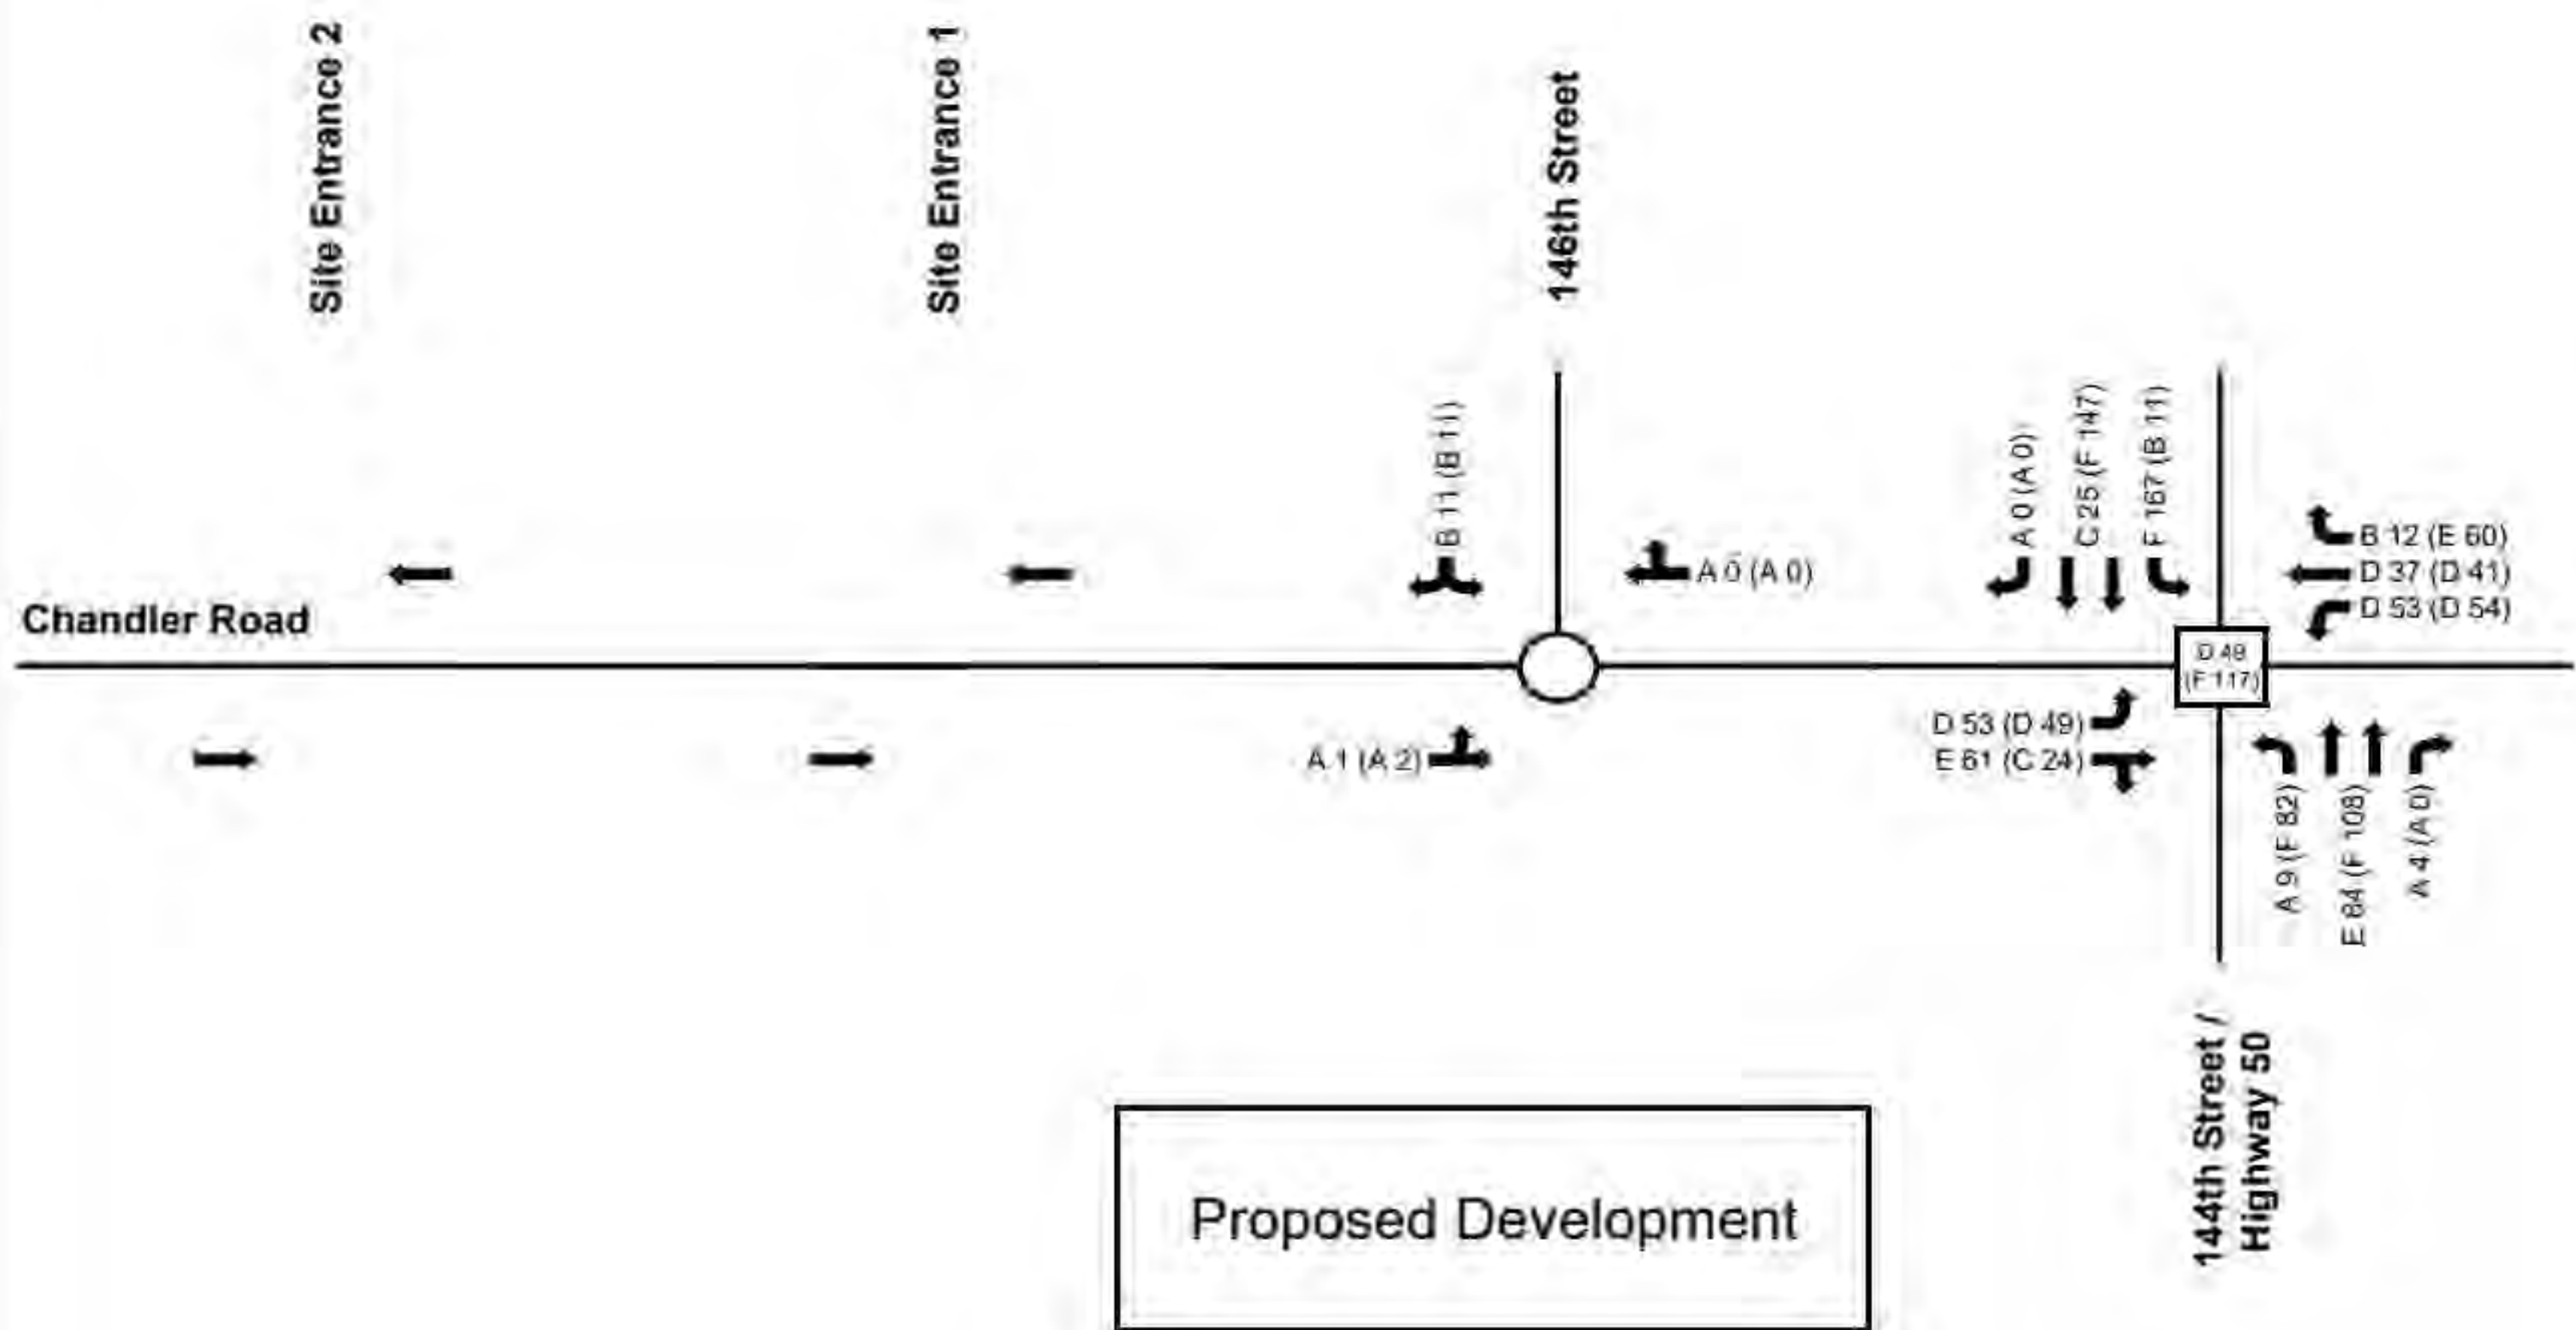 Site Entrance 2
Site Entrance 1
146th Street
B 11 (B 11)
A 0 (A 0)
A 0 (A 0)
C 25 (F 147)
F 167 (B 11)
B 12 (E 60)
D 37 (D 41)
D 53 (D 54)
Chandler Road
D 49
(F 117)
A 1 (A 2)
D 53 (D 49)
E 61 (C 24)
A 9 (F 82)
E 64 (F 108)
A 4 (A 0)
144th Street /
Highway 50
Proposed Development